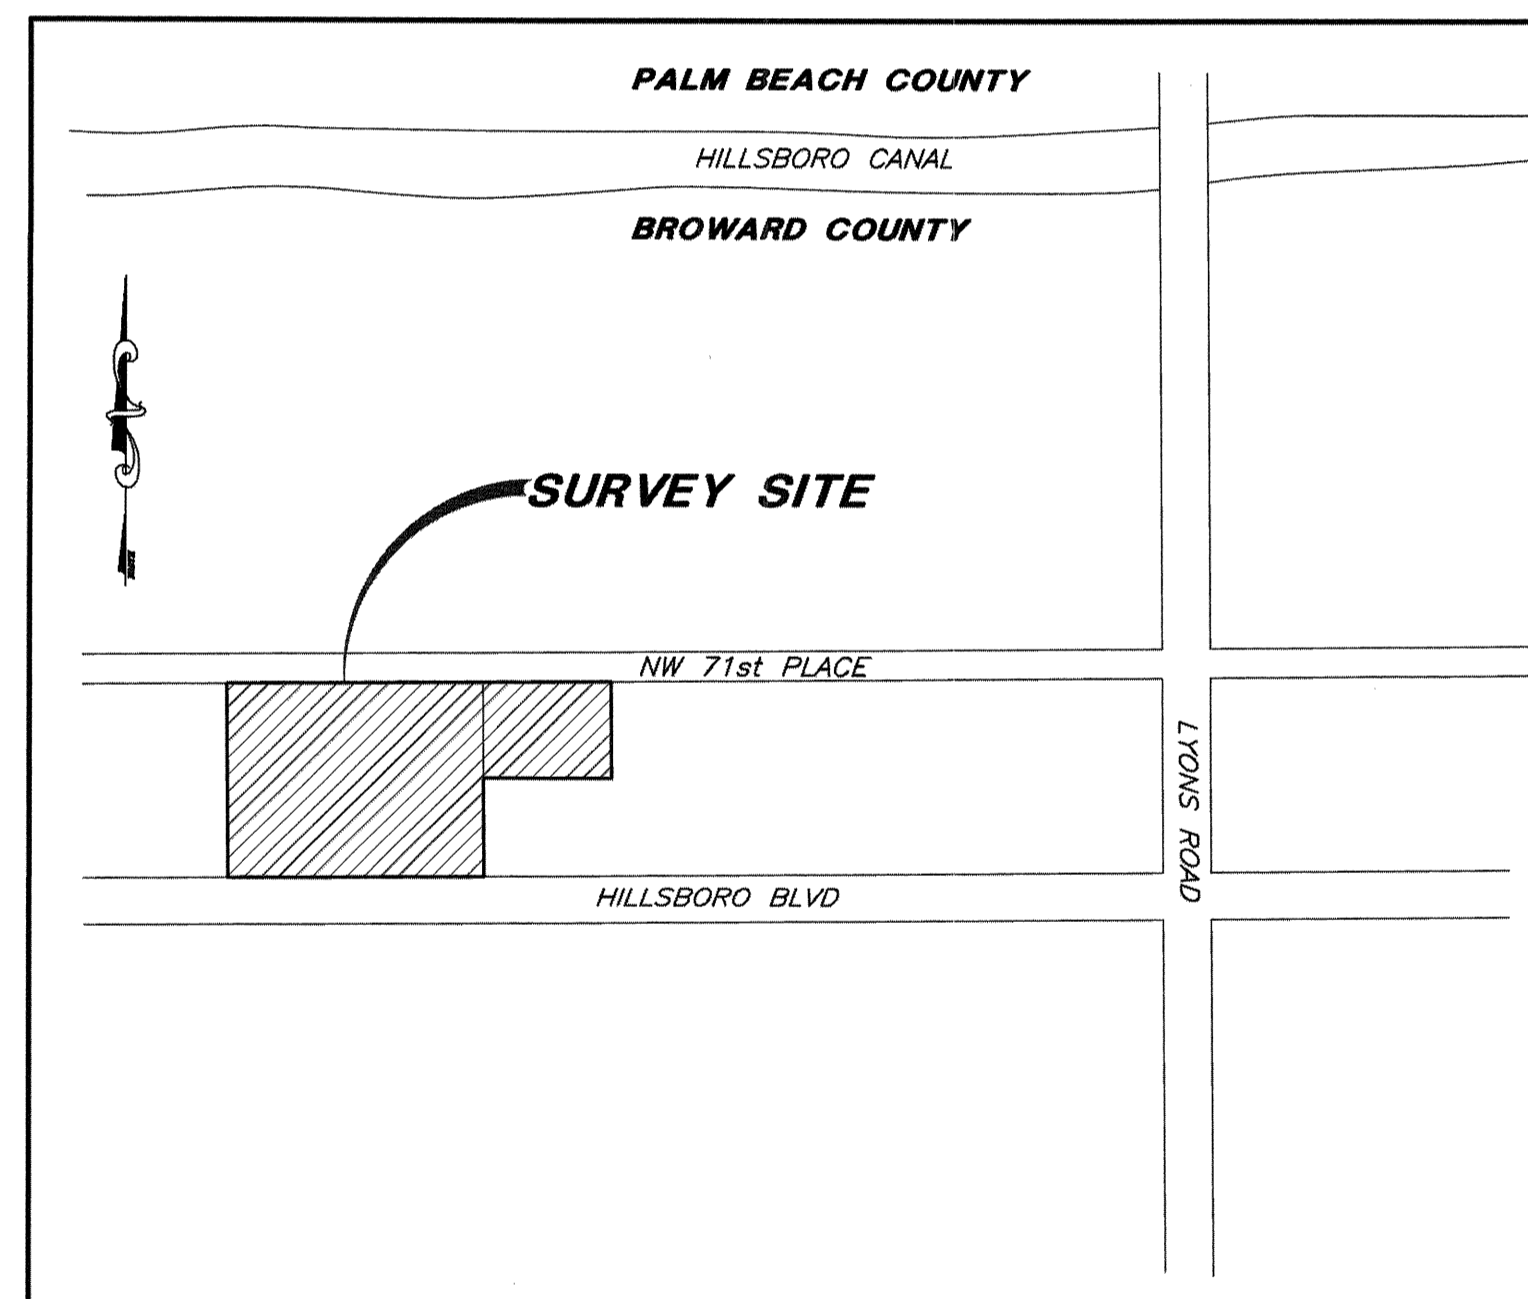 PALM BEACH COUNTY
HILLSBORO CANAL
BROWARD COUNTY
SURVEY SITE
NW 71st PLACE
LYONS ROAD
HILLSBORO BLVD